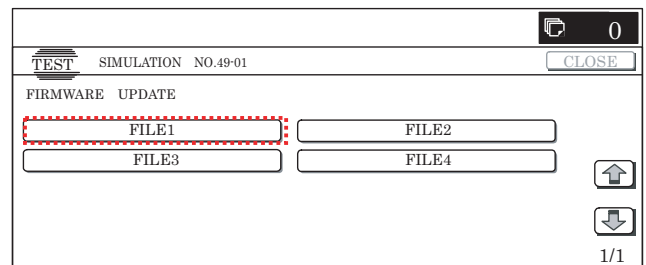 0
TEST SIMULATION NO.49-01 CLOSE
FIRMWARE UPDATE
FILE1 FILE2
FILE3 FILE4
1/1